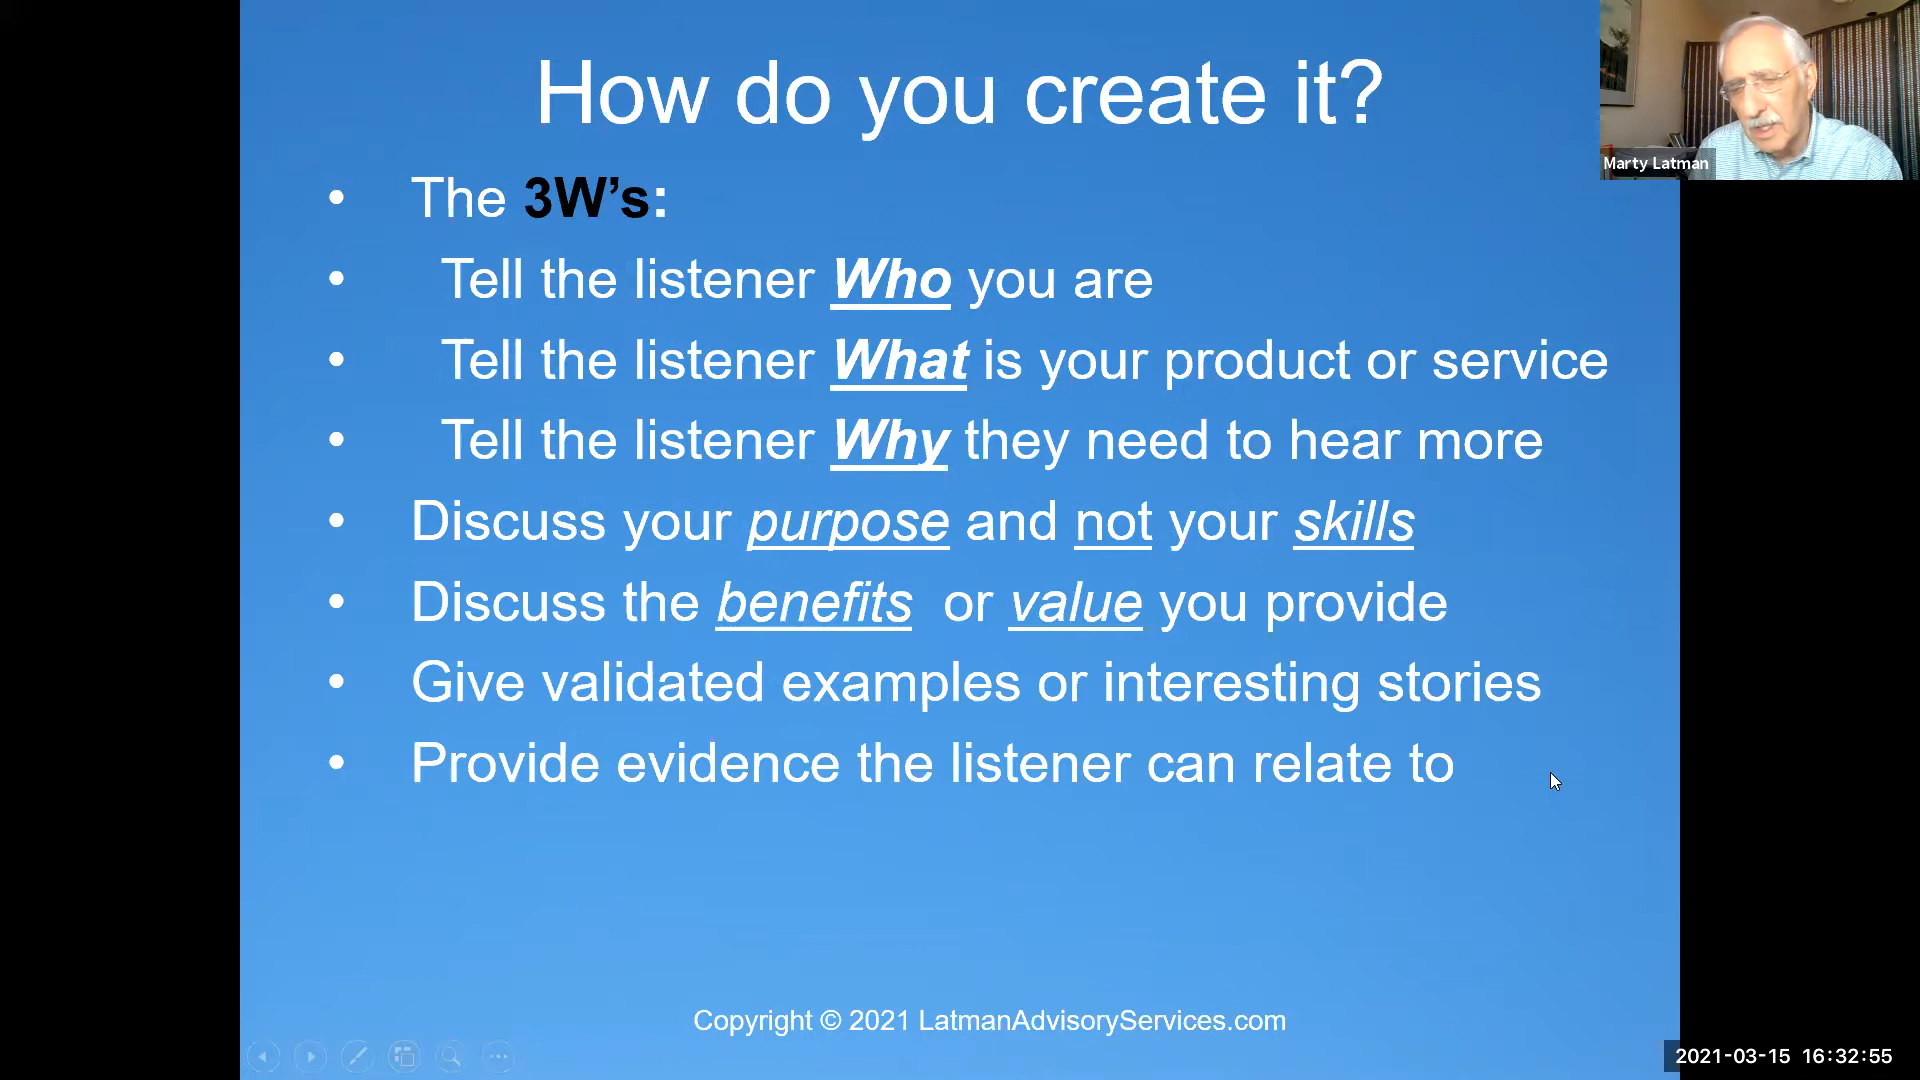 How do you create it?
Marty Latman
• The 3W’s:
• Tell the listener Who you are
• Tell the listener What is your product or service
• Tell the listener Why they need to hear more
• Discuss your purpose and not your skills
• Discuss the benefits or value you provide
• Give validated examples or interesting stories
• Provide evidence the listener can relate to
Copyright © 2021 LatmanAdvisoryServices.com
2021-03-15 16:32:55